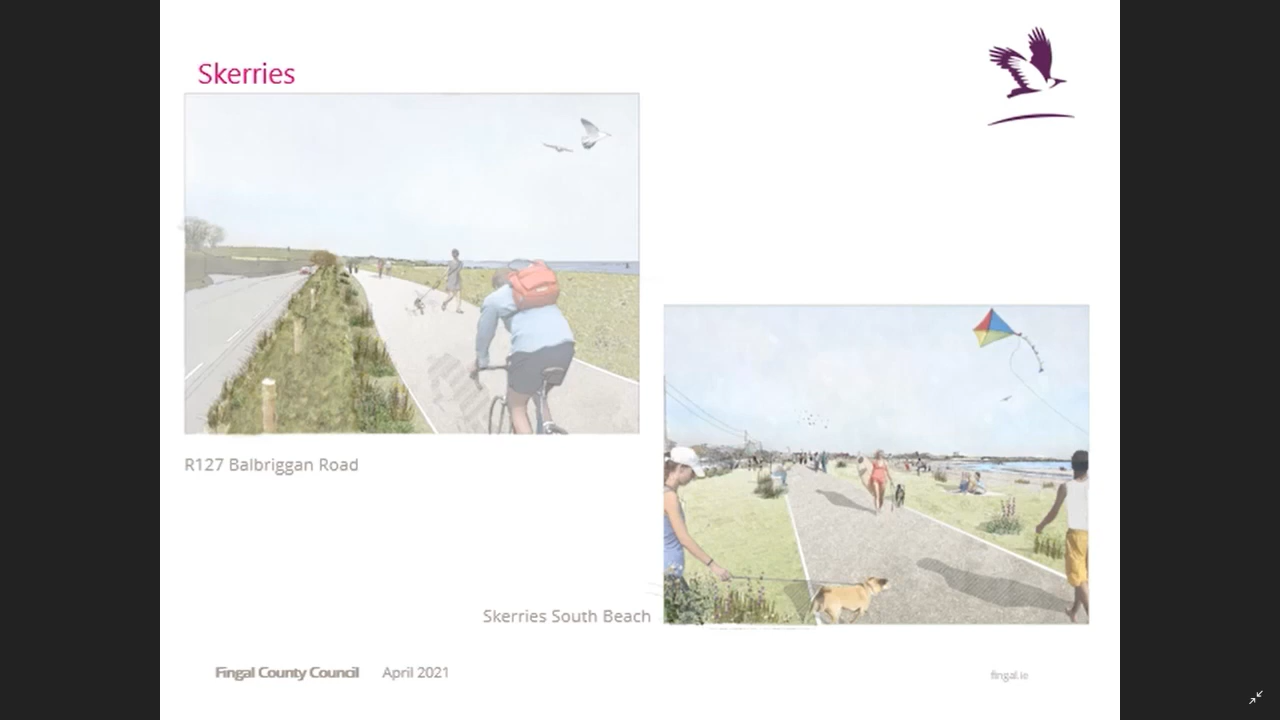 Skerries
R127 Balbriggan Road
Skerries South Beach
Fingal County Council April 2021
fingal.ie